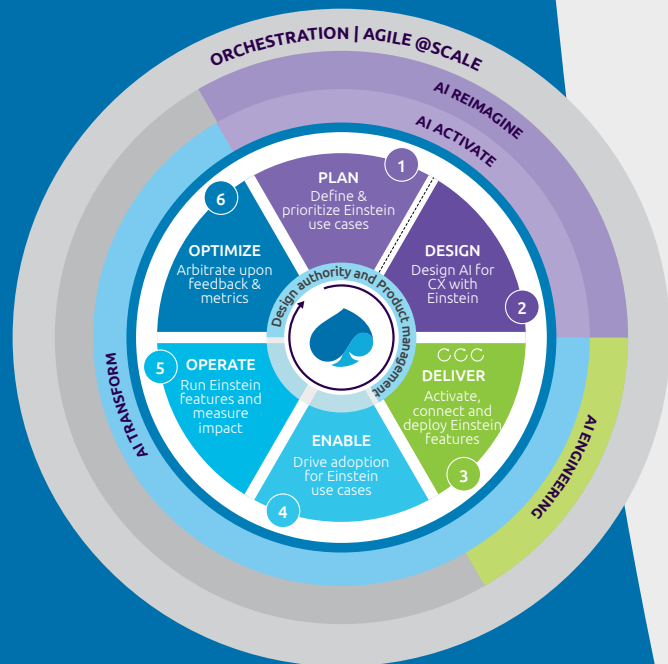 ORCHESTRATION | AGILE @SCALE
AI REIMAGINE
AI ACTIVATE
1
PLAN
Define &
prioritize Einstein
use cases
DESIGN
Design AI for
CX with
Einstein
2
DELIVER
Activate,
connect and
deploy Einstein
features
3
AI ENGINEERING
ENABLE
Drive adoption
for Einstein
use cases
4
5
OPERATE
Run Einstein
features and
measure
impact
AI TRANSFORM
6
OPTIMIZE
Arbitrate upon
feedback &
metrics
Design authority and Product management